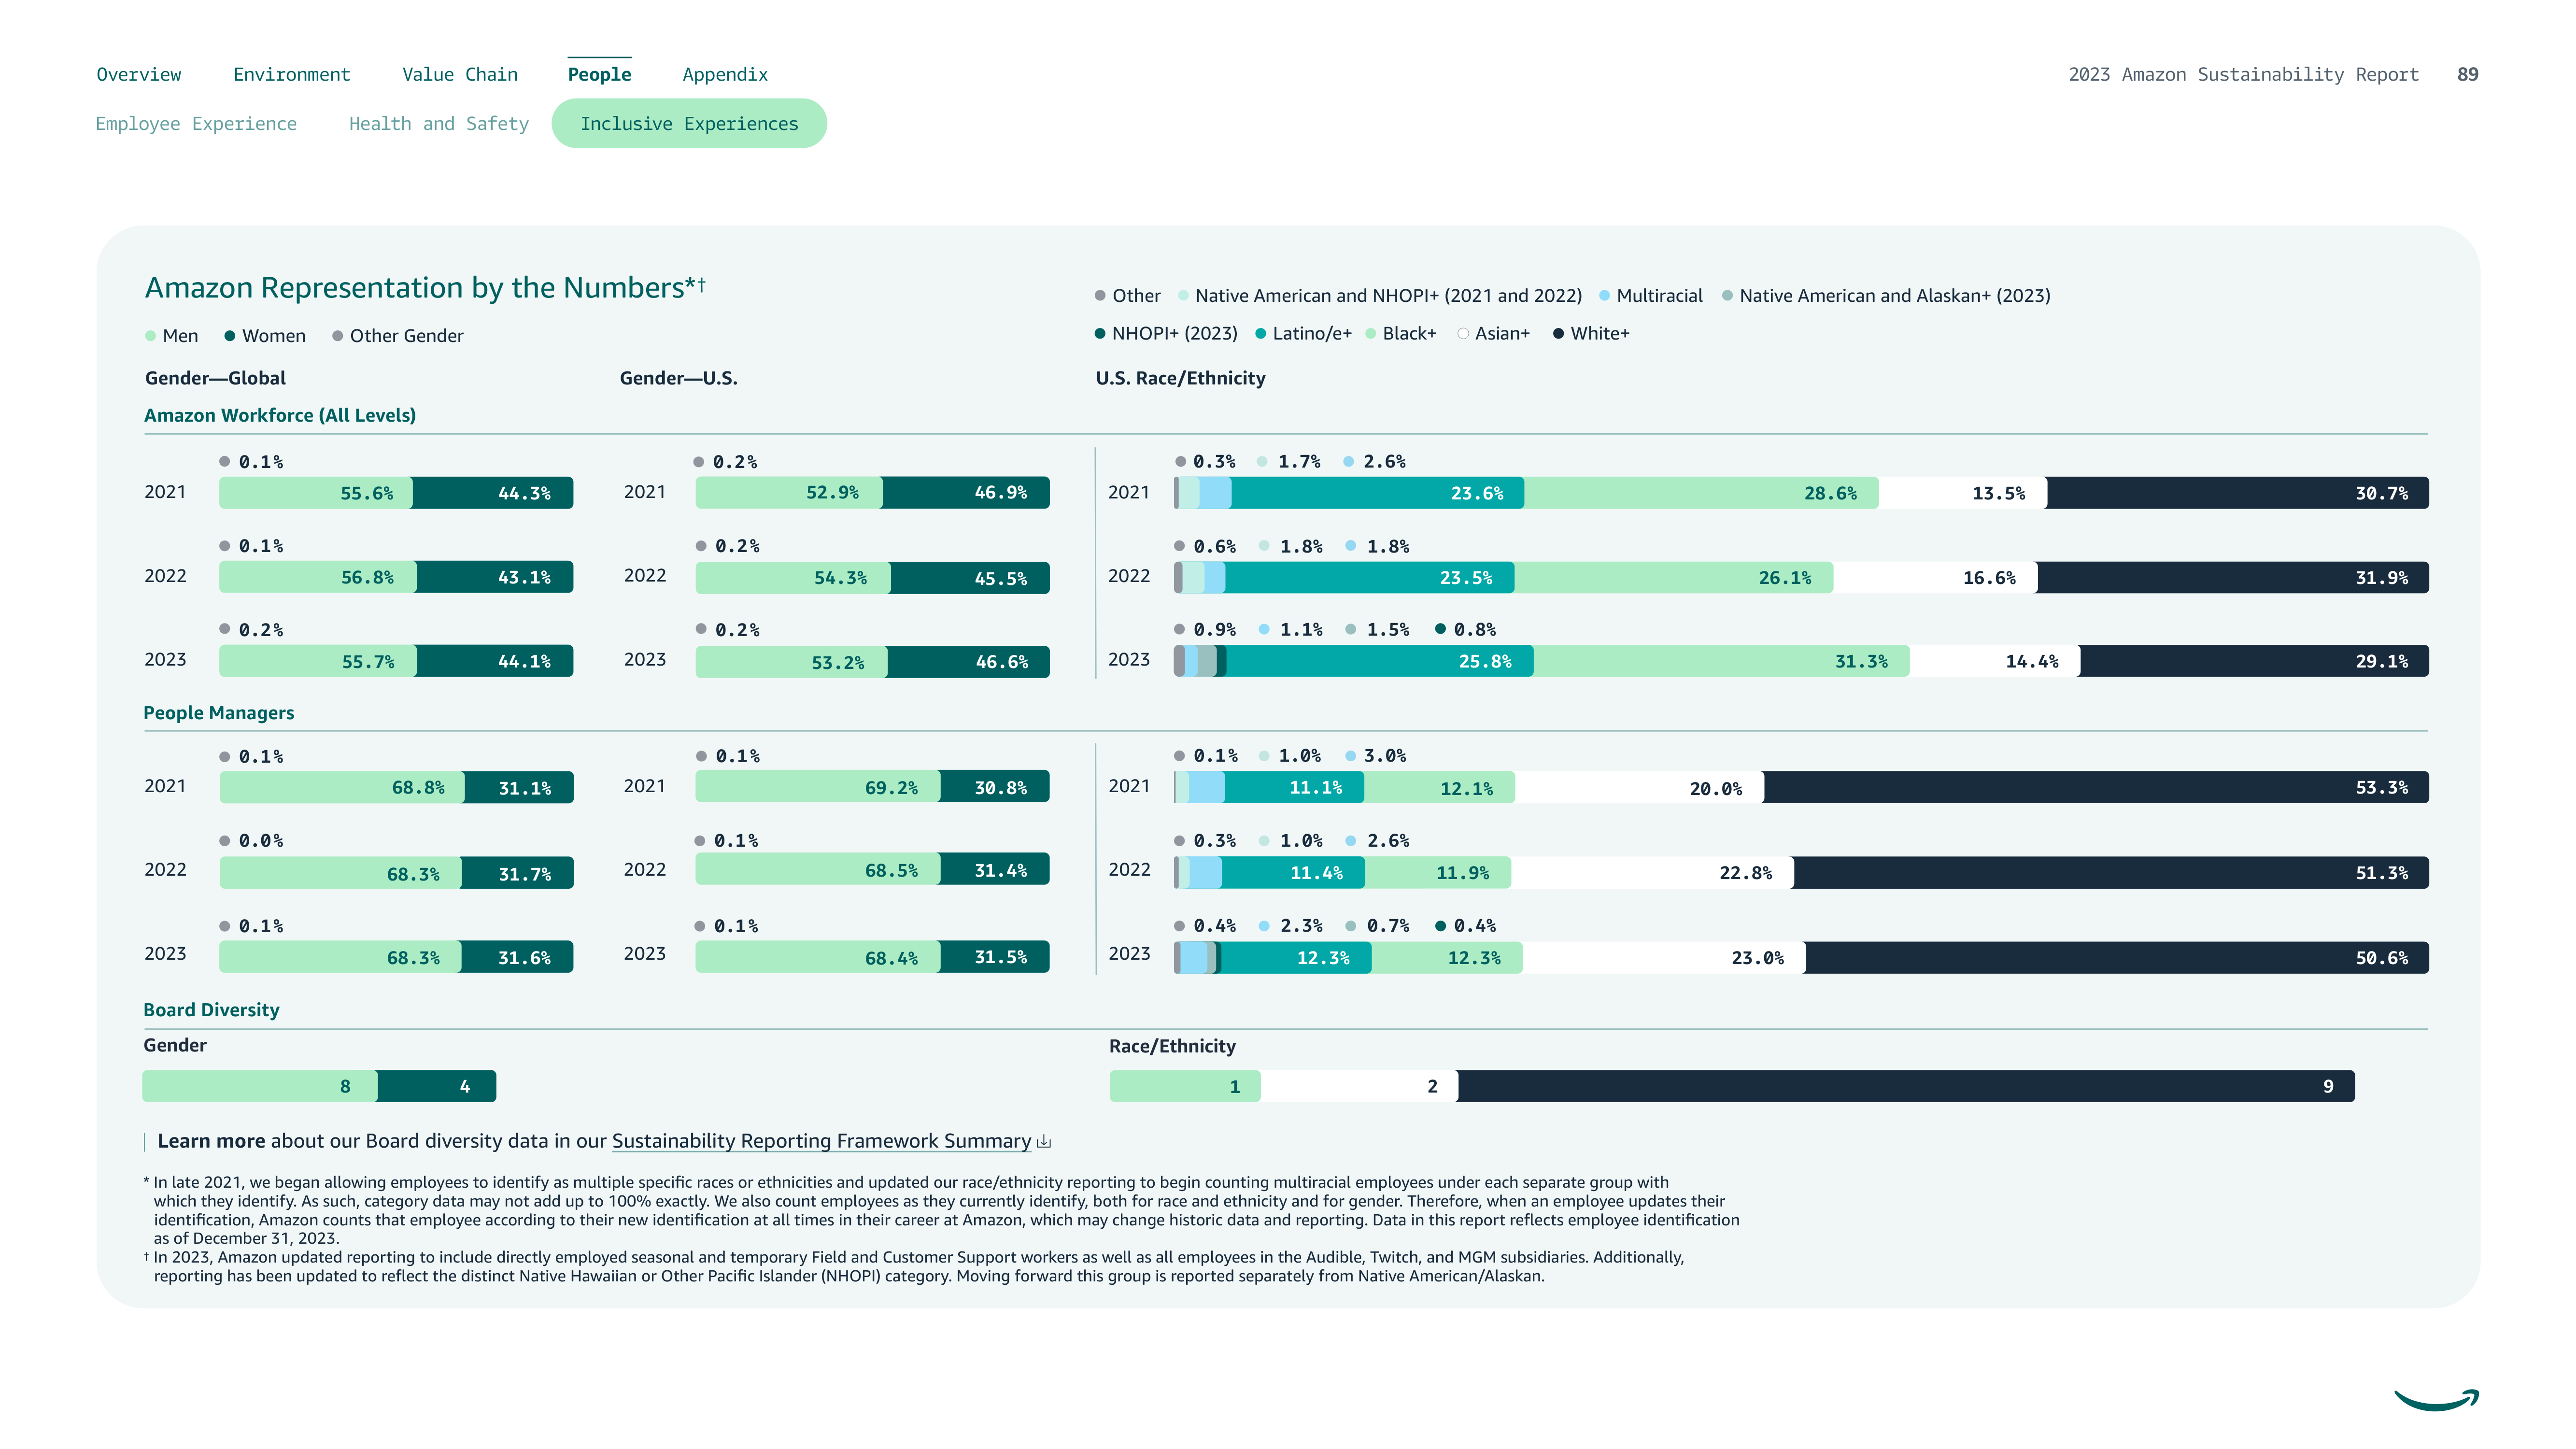 Overview Environment Value Chain People Appendix
2023 Amazon Sustainability Report 89
Employee Experience Health and Safety Inclusive Experiences
Amazon Representation by the Numbers*†
Men Women Other Gender
Other Native American and NHOPI+ (2021 and 2022) Multiracial Native American and Alaskan+ (2023)
NHOPI+ (2023) Latino/e+ Black+ Asian+ White+
Gender—Global Gender—U.S. U.S. Race/Ethnicity
Amazon Workforce (All Levels)
0.1% 0.2% 0.3% 1.7% 2.6%
2021 55.6% 44.3% 2021 52.9% 46.9% 2021 23.6% 28.6% 13.5% 30.7%
0.1% 0.2% 0.6% 1.8% 1.8%
2022 56.8% 43.1% 2022 54.3% 45.5% 2022 23.5% 26.1% 16.6% 31.9%
0.2% 0.2% 0.9% 1.1% 1.5% 0.8%
2023 55.7% 44.1% 2023 53.2% 46.6% 2023 25.8% 31.3% 14.4% 29.1%
People Managers
0.1% 0.1% 0.1% 1.0% 3.0%
2021 68.8% 31.1% 2021 69.2% 30.8% 2021 11.1% 12.1% 20.0% 53.3%
0.0% 0.1% 0.3% 1.0% 2.6%
2022 68.3% 31.7% 2022 68.5% 31.4% 2022 11.4% 11.9% 22.8% 51.3%
0.1% 0.1% 0.4% 2.3% 0.7% 0.4%
2023 68.3% 31.6% 2023 68.4% 31.5% 2023 12.3% 12.3% 23.0% 50.6%
Board Diversity
Gender Race/Ethnicity
8 4 1 2 9
Learn more about our Board diversity data in our Sustainability Reporting Framework Summary
* In late 2021, we began allowing employees to identify as multiple specific races or ethnicities and updated our race/ethnicity reporting to begin counting multiracial employees under each separate group with
which they identify. As such, category data may not add up to 100% exactly. We also count employees as they currently identify, both for race and ethnicity and for gender. Therefore, when an employee updates their
identification, Amazon counts that employee according to their new identification at all times in their career at Amazon, which may change historic data and reporting. Data in this report reflects employee identification
as of December 31, 2023.
† In 2023, Amazon updated reporting to include directly employed seasonal and temporary Field and Customer Support workers as well as all employees in the Audible, Twitch, and MGM subsidiaries. Additionally,
reporting has been updated to reflect the distinct Native Hawaiian or Other Pacific Islander (NHOPI) category. Moving forward this group is reported separately from Native American/Alaskan.